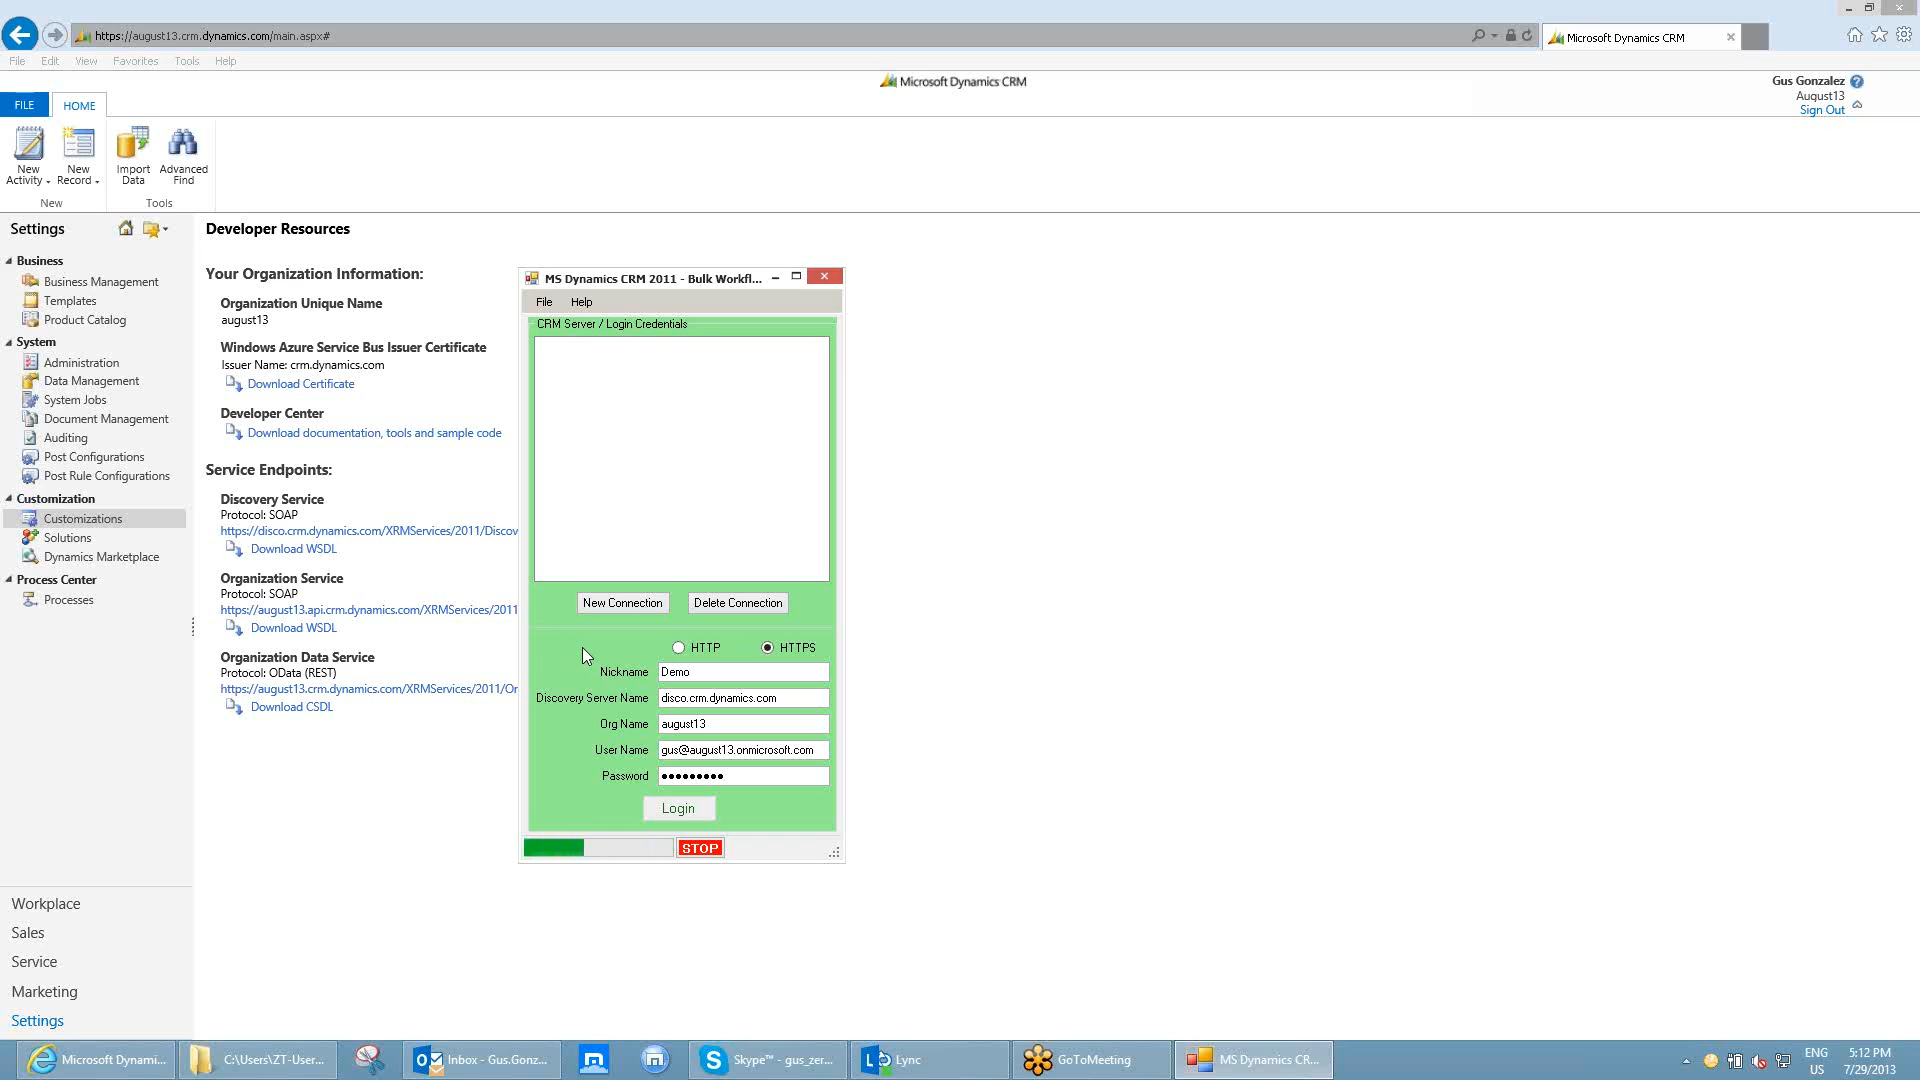 https://august13.crm.dynamics.com/main.aspx#
Microsoft Dynamics CRM
File Edit View Favorites Tools Help
Microsoft Dynamics CRM
Gus Gonzalez
August13
Sign Out
FILE HOME
New Activity
New Record
Import Data
Advanced Find
New
Tools
Settings
Business
Business Management
Templates
Product Catalog
System
Administration
Data Management
System Jobs
Document Management
Auditing
Post Configurations
Post Rule Configurations
Customization
Customizations
Solutions
Dynamics Marketplace
Process Center
Processes
Workplace
Sales
Service
Marketing
Settings
Developer Resources
Your Organization Information:
Organization Unique Name
august13
Windows Azure Service Bus Issuer Certificate
Issuer Name: crm.dynamics.com
Download Certificate
Developer Center
Download documentation, tools and sample code
Service Endpoints:
Discovery Service
Protocol: SOAP
https://disco.crm.dynamics.com/XRMServices/2011/Discov
Download WSDL
Organization Service
Protocol: SOAP
https://august13.api.crm.dynamics.com/XRMServices/2011
Download WSDL
Organization Data Service
Protocol: OData (REST)
https://august13.crm.dynamics.com/XRMServices/2011/Or
Download CSDL
MS Dynamics CRM 2011 - Bulk Workfl...
File Help
CRM Server / Login Credentials
New Connection Delete Connection
HTTP HTTPS
Nickname Demo
Discovery Server Name disco.crm.dynamics.com
Org Name august13
User Name gus@august13.onmicrosoft.com
Password •••••••••
Login
STOP
Microsoft Dynami...
C:\Users\ZT-User...
Inbox - Gus.Gonz...
Skype™ - gus_zer...
Lync
GoToMeeting
MS Dynamics CR...
ENG
US
5:12 PM
7/29/2013